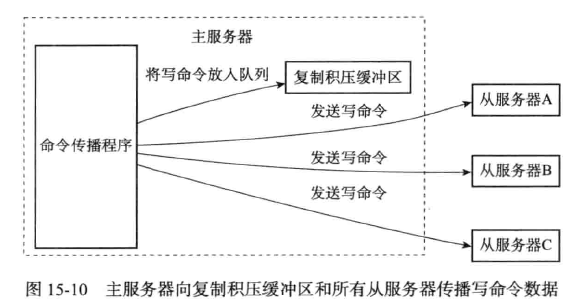 主服务器
将写命令放入队列
复制积压缓冲区
发送写命令
从服务器A
命令传播程序
发送写命令
从服务器B
发送写命令
从服务器C
图 15-10 主服务器向复制积压缓冲区和所有从服务器传播写命令数据